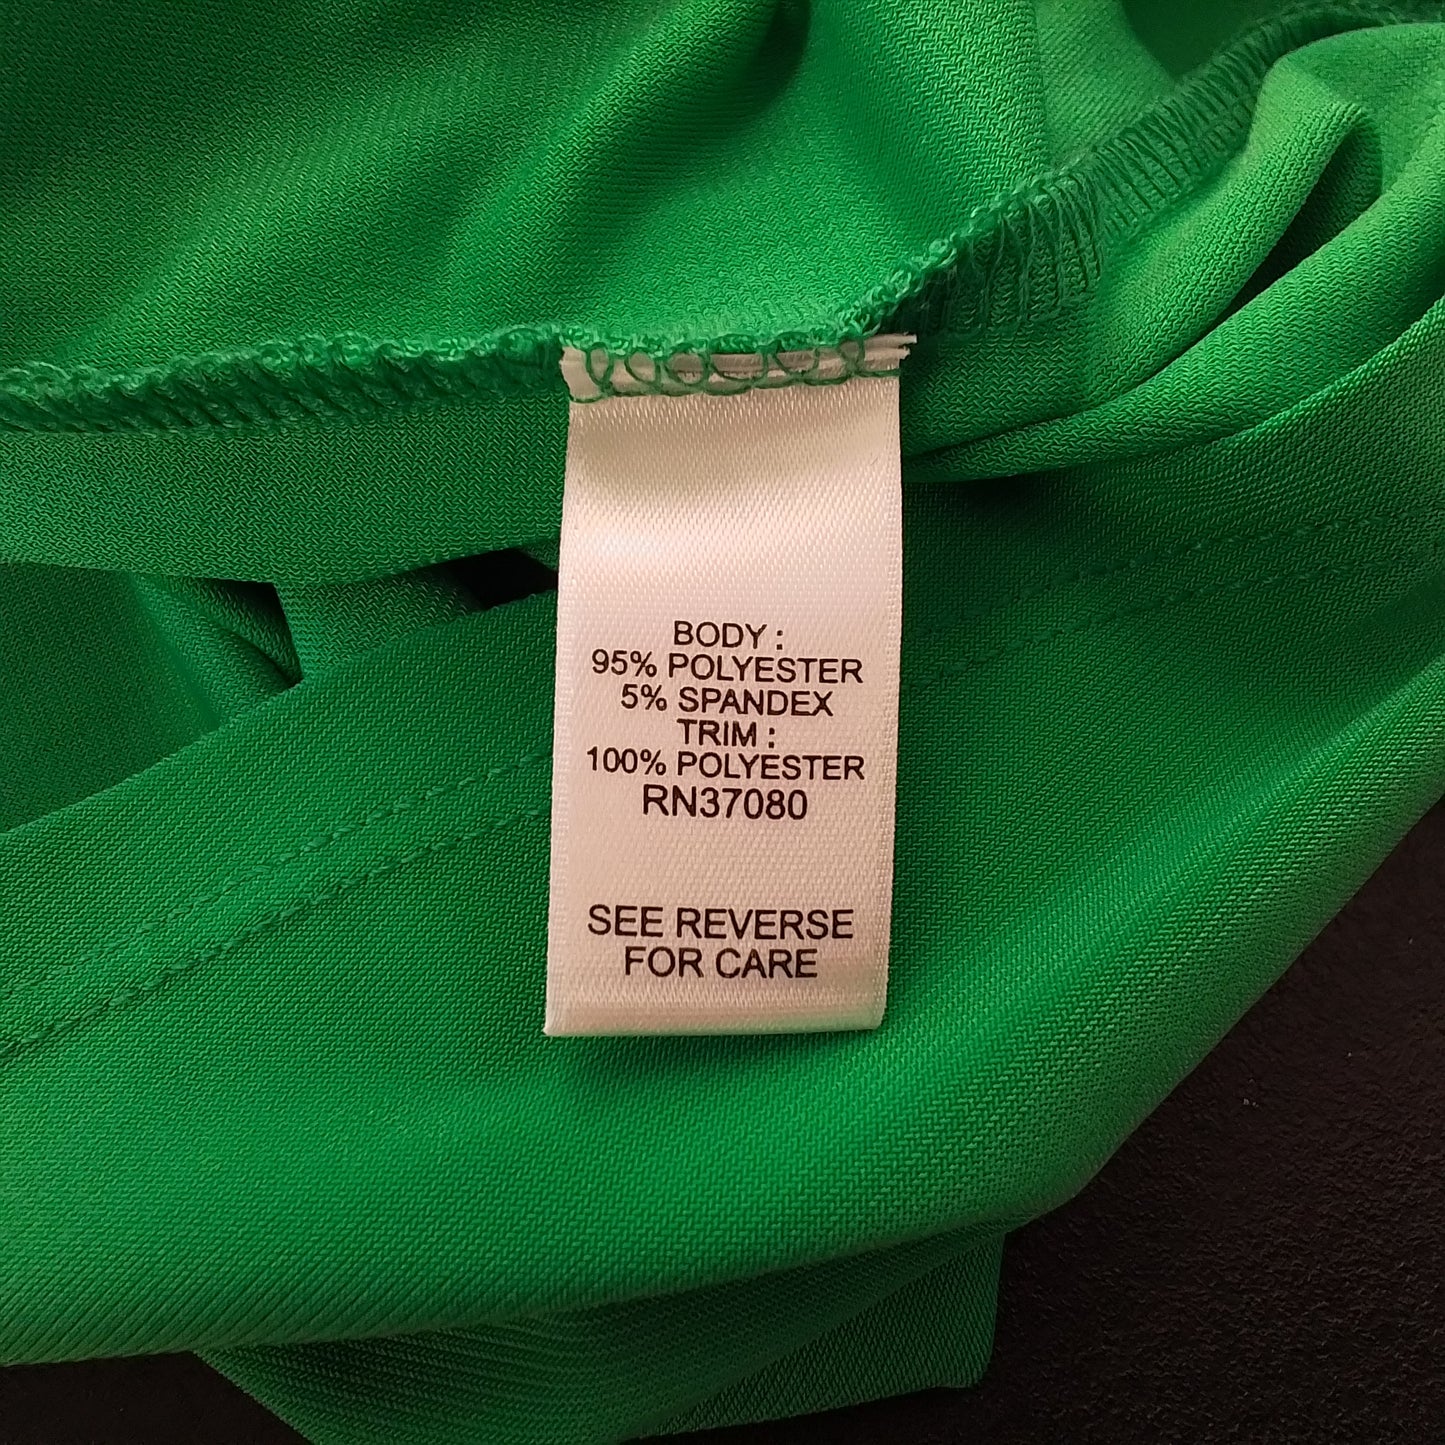 BODY :
95% POLYESTER
5% SPANDEX
TRIM :
100% POLYESTER
RN37080
SEE REVERSE
FOR CARE